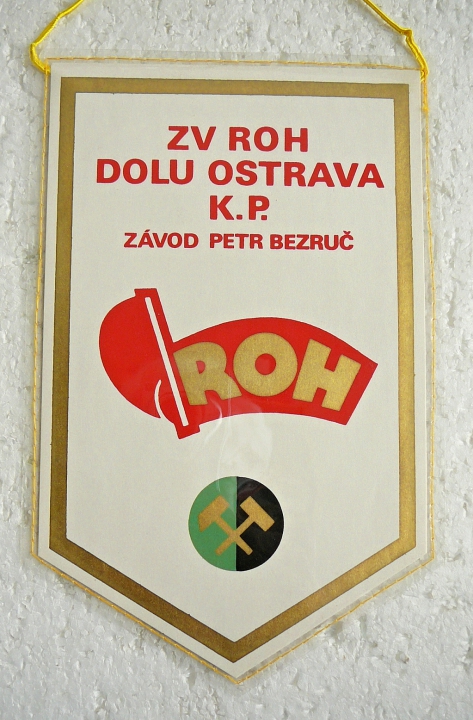 ZV ROH
DOLU OSTRAVA
K.P.
ZÁVOD PETR BEZRUČ
ROH